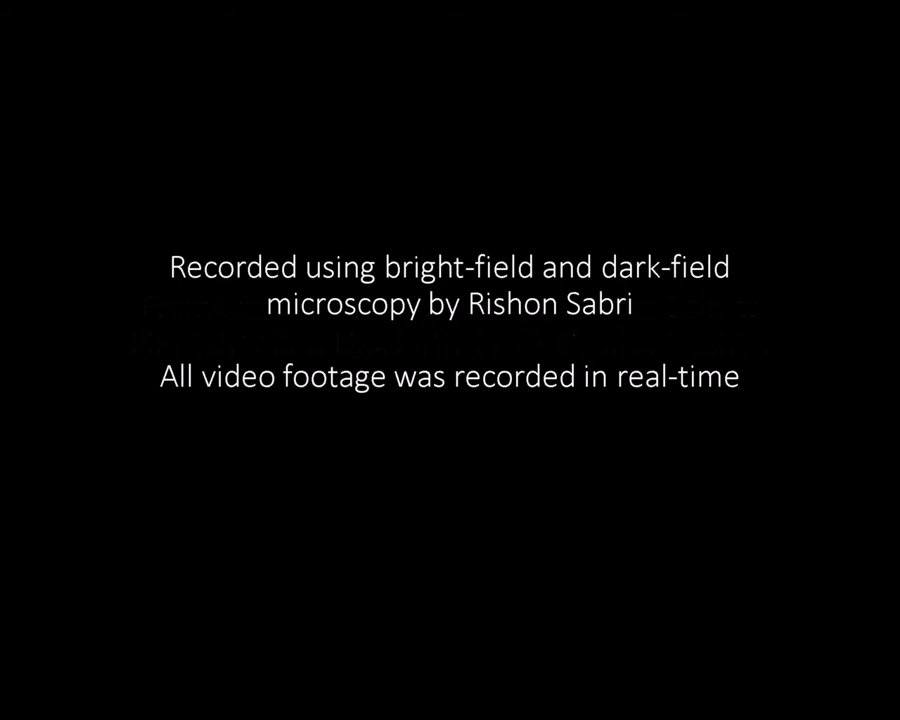 Recorded using bright-field and dark-field
microscopy by Rishon Sabri
All video footage was recorded in real-time